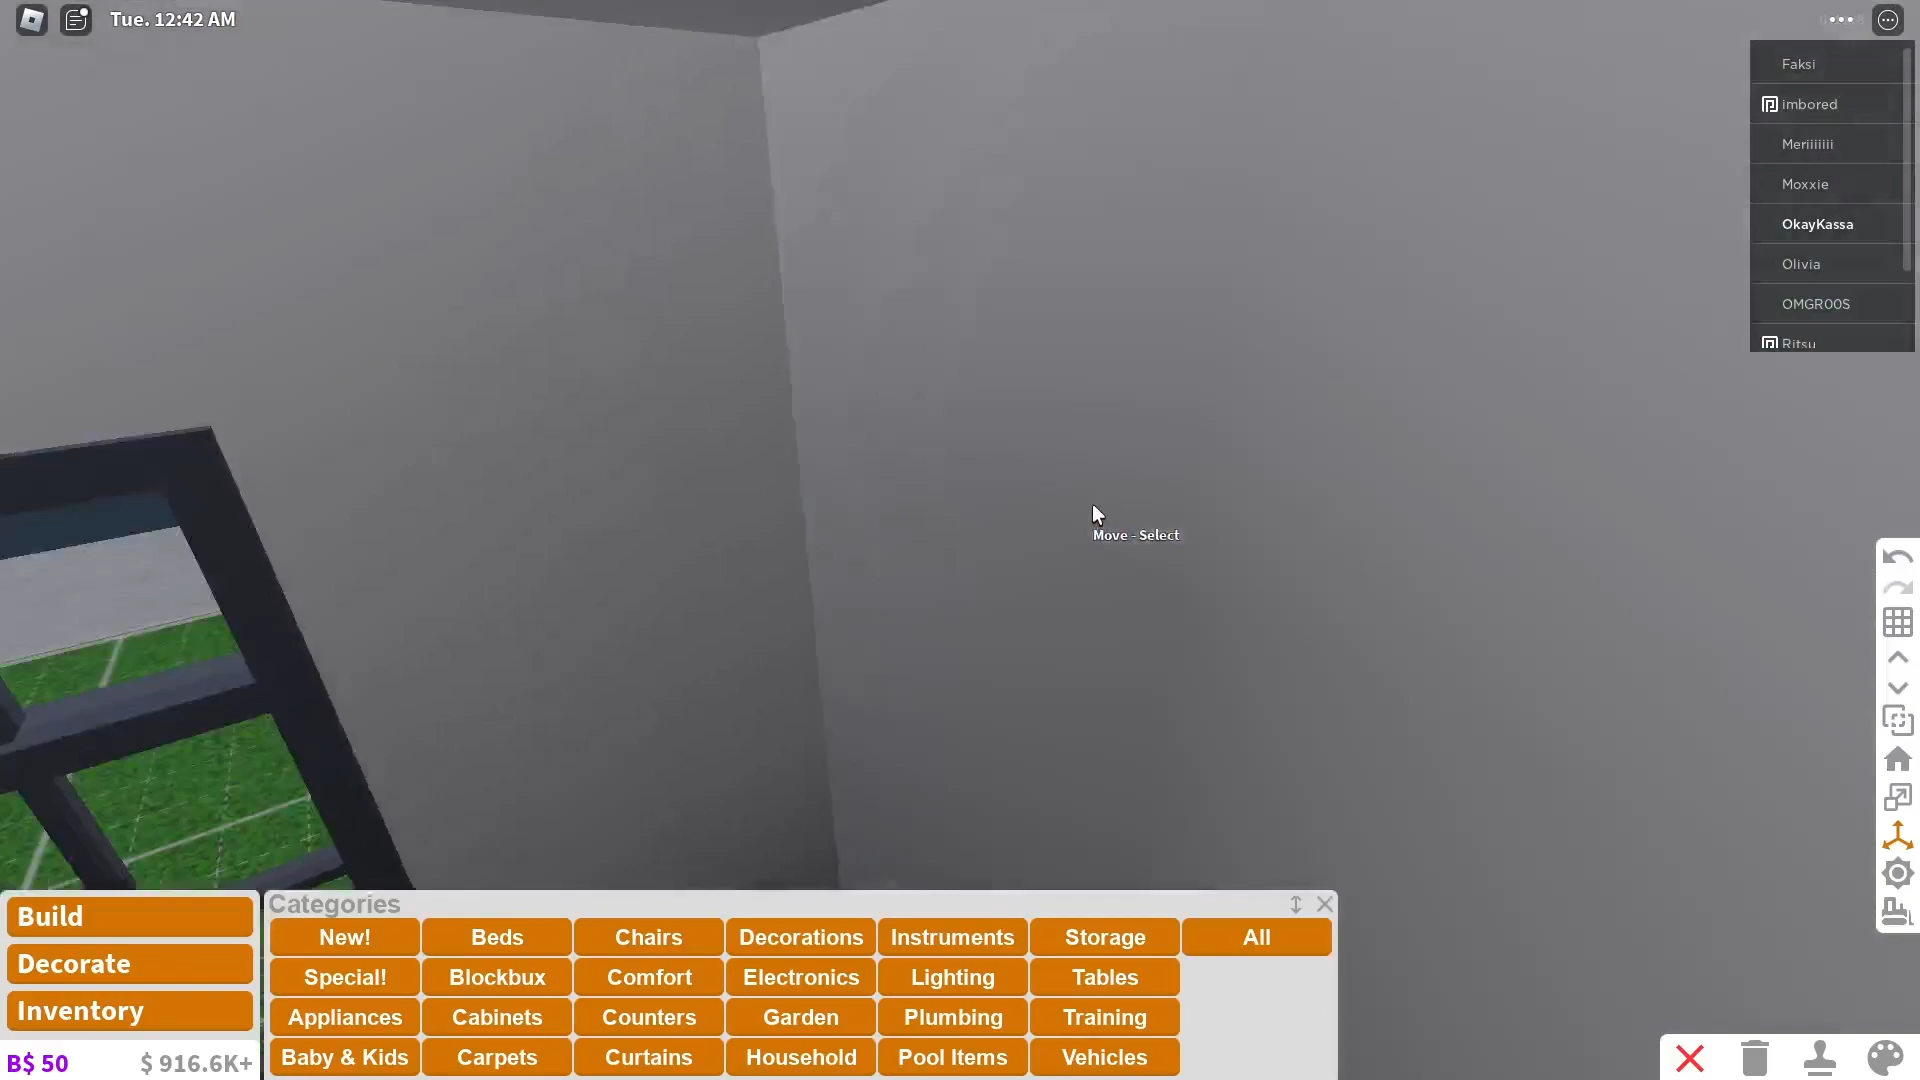 Tue. 12:42 AM
Faksi
imbored
Meriiiiiii
Moxxie
OkayKassa
Olivia
OMGR00S
Ritsu
Move - Select
Build
Decorate
Inventory
B$ 50 $ 916.6K+
Categories
New! Beds Chairs Decorations Instruments Storage All
Special! Blockbux Comfort Electronics Lighting Tables
Appliances Cabinets Counters Garden Plumbing Training
Baby & Kids Carpets Curtains Household Pool Items Vehicles